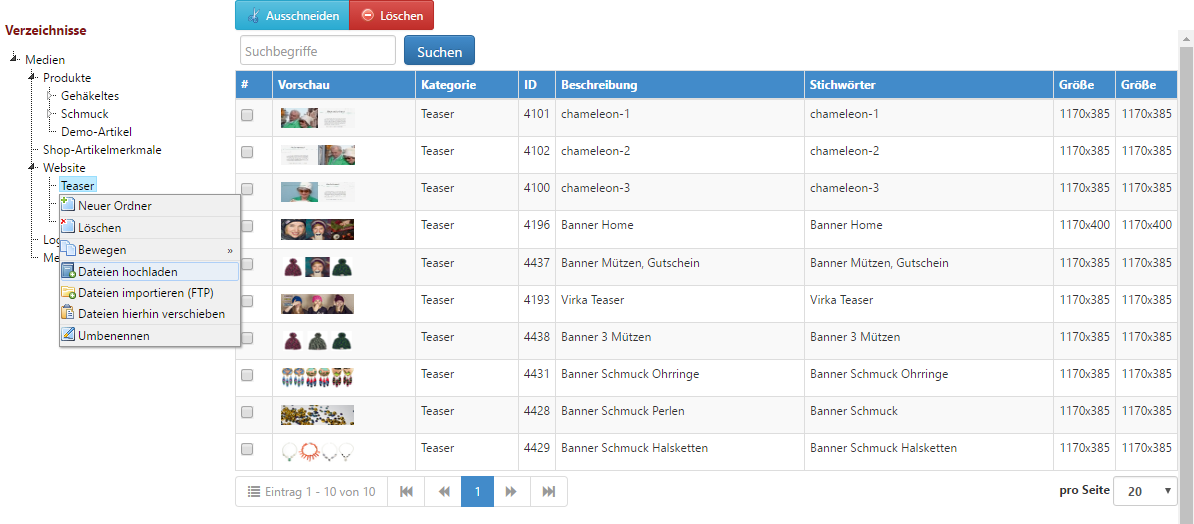 Ausschneiden Löschen
Verzeichnisse
Suchbegriffe Suchen
Medien
Produkte
Gehäkeltes
Schmuck
Demo-Artikel
Shop-Artikelmerkmale
Website
Teaser
Neuer Ordner
Löschen
Bewegen »
Dateien hochladen
Dateien importieren (FTP)
Dateien hierhin verschieben
Umbenennen
# Vorschau Kategorie ID Beschreibung Stichwörter Größe Größe
Teaser 4101 chameleon-1 chameleon-1 1170x385 1170x385
Teaser 4102 chameleon-2 chameleon-2 1170x385 1170x385
Teaser 4100 chameleon-3 chameleon-3 1170x385 1170x385
Teaser 4196 Banner Home Banner Home 1170x400 1170x400
Teaser 4437 Banner Mützen, Gutschein Banner Mützen, Gutschein 1170x385 1170x385
Teaser 4193 Virka Teaser Virka Teaser 1170x385 1170x385
Teaser 4438 Banner 3 Mützen Banner 3 Mützen 1170x385 1170x385
Teaser 4431 Banner Schmuck Ohrringe Banner Schmuck Ohrringe 1170x385 1170x385
Teaser 4428 Banner Schmuck Perlen Banner Schmuck 1170x385 1170x385
Teaser 4429 Banner Schmuck Halsketten Banner Schmuck Halsketten 1170x385 1170x385
Eintrag 1 - 10 von 10 1 pro Seite 20